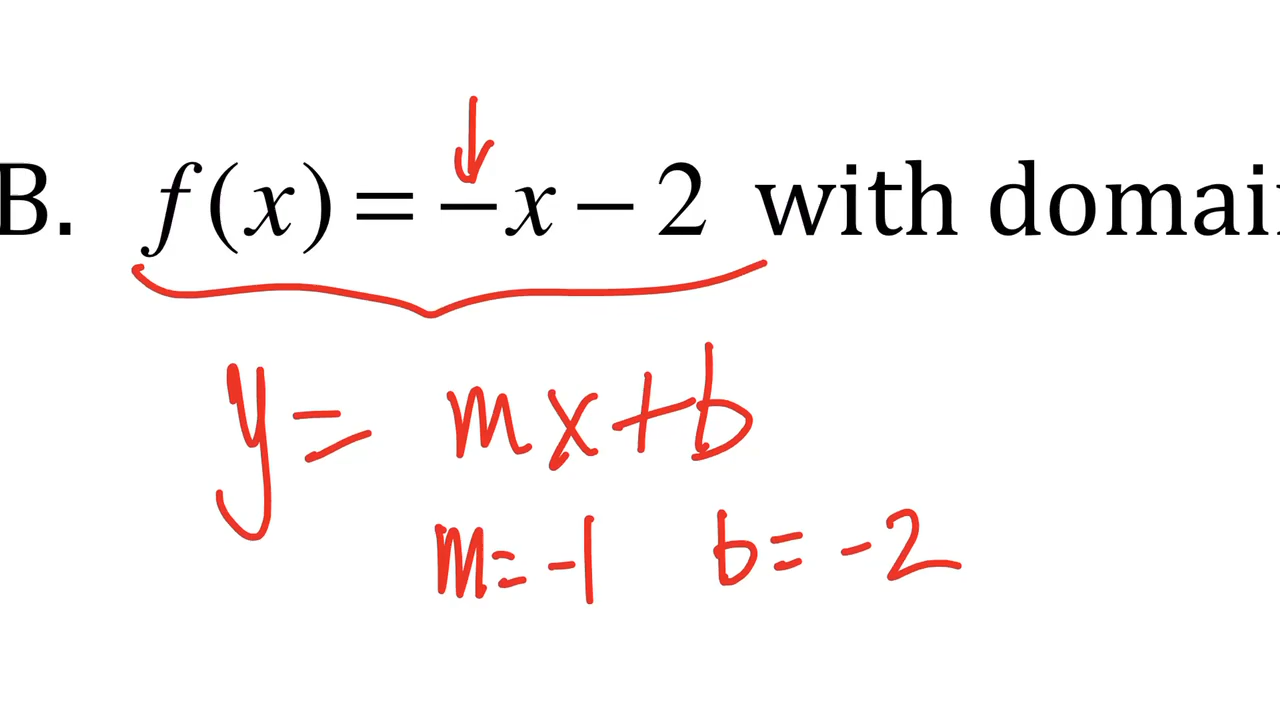 B. f(x) = −x − 2 with domai
y = mx+b
m = -1 b = -2